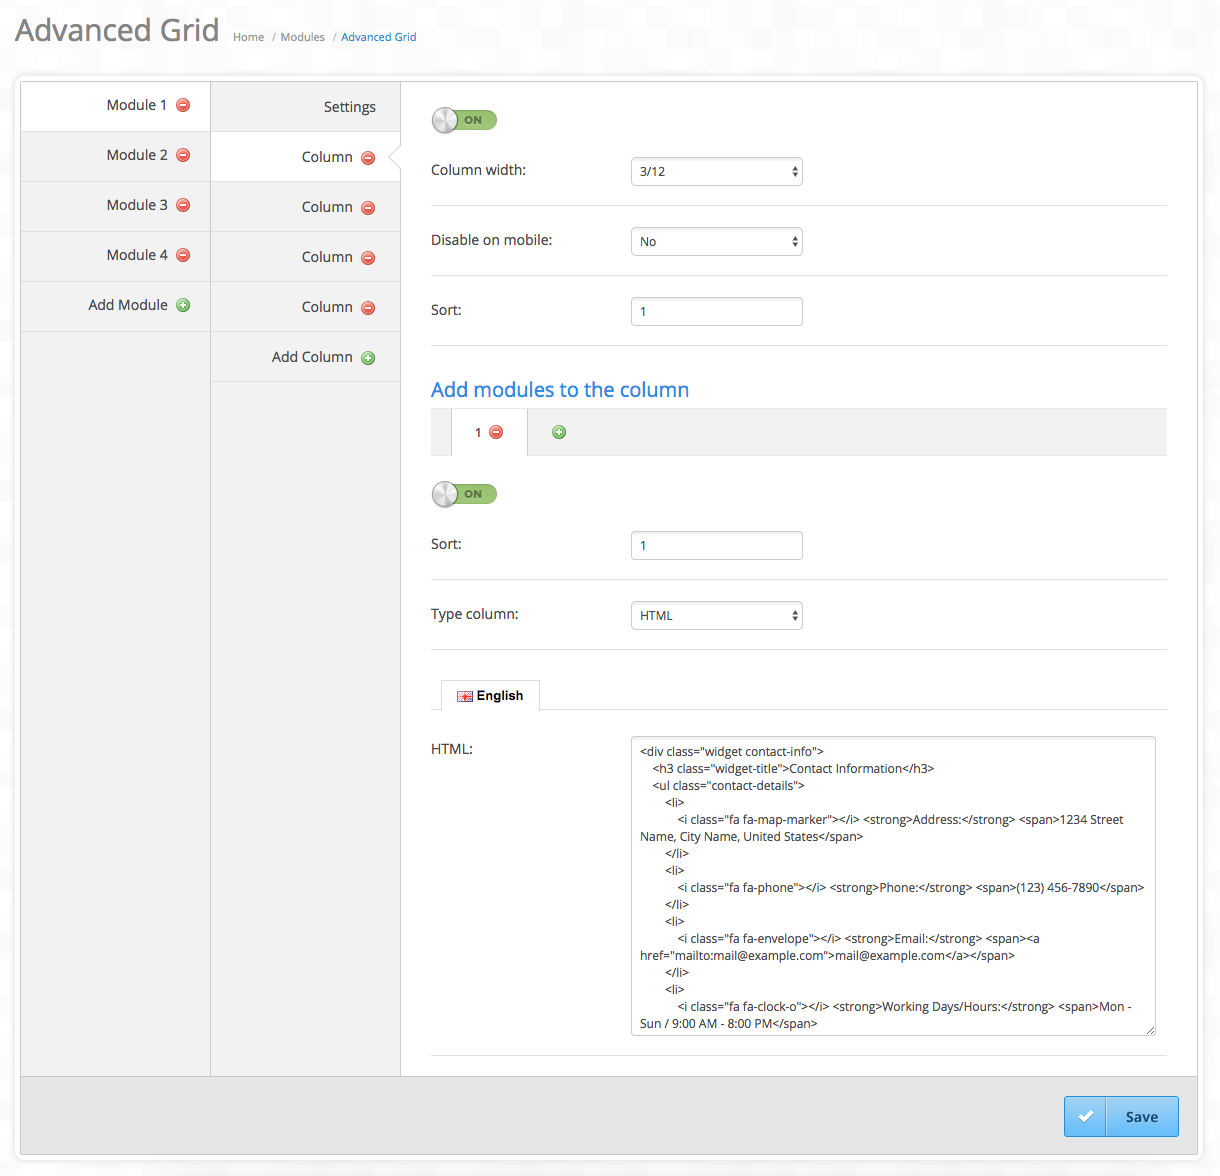 Advanced Grid
Home / Modules / Advanced Grid
Module 1
Module 2
Module 3
Module 4
Add Module
Settings
Column
Column
Column
Column
Add Column
ON
Column width:
3/12
Disable on mobile:
No
Sort:
1
Add modules to the column
1
ON
Sort:
1
Type column:
HTML
English
HTML:
<div class="widget contact-info">
<h3 class="widget-title">Contact Information</h3>
<ul class="contact-details">
<li>
<i class="fa fa-map-marker"></i> <strong>Address:</strong> <span>1234 Street
Name, City Name, United States</span>
</li>
<li>
<i class="fa fa-phone"></i> <strong>Phone:</strong> <span>(123) 456-7890</span>
</li>
<li>
<i class="fa fa-envelope"></i> <strong>Email:</strong> <span><a
href="mailto:mail@example.com">mail@example.com</a></span>
</li>
<li>
<i class="fa fa-clock-o"></i> <strong>Working Days/Hours:</strong> <span>Mon -
Sun / 9:00 AM - 8:00 PM</span>
Save